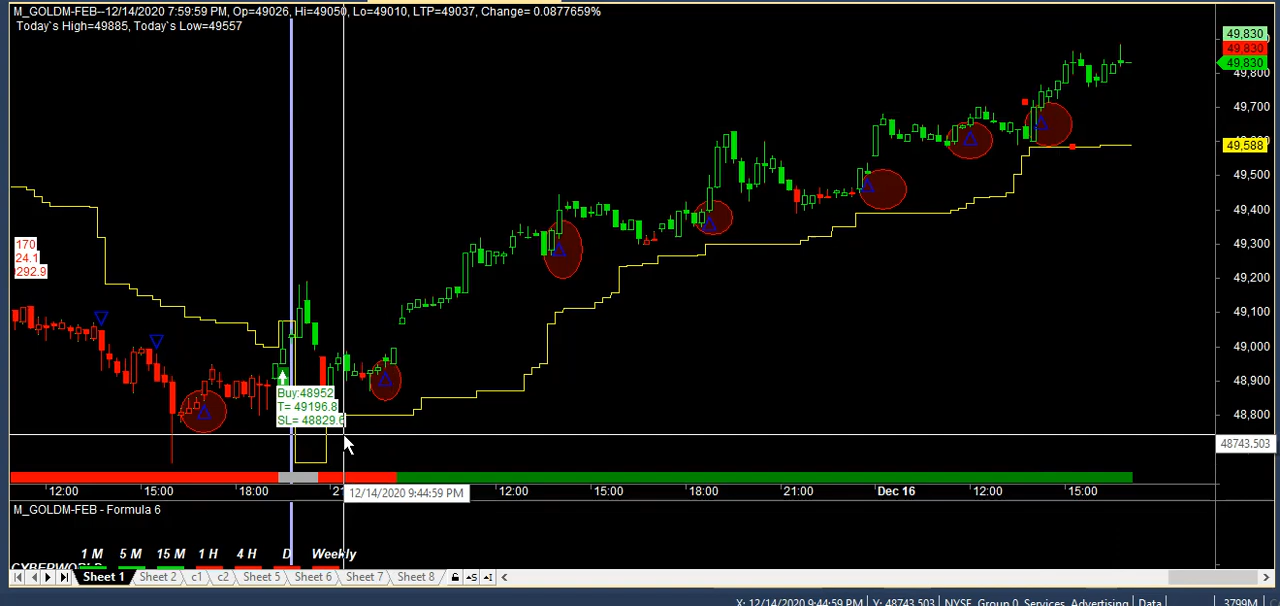 M_GOLDM-FEB--12/14/2020 7:59:59 PM, Op=49026, Hi=49050, Lo=49010, LTP=49037, Change= 0.0877659%
Today`s High=49885, Today`s Low=49557
49,830
49,830
49,830
49,800
49,700
49,588
49,500
49,400
49,300
49,200
49,100
49,000
48,900
48,800
48743.503
170
24.1
292.9
Buy:48952
T= 49196.8
SL= 48829.6
12:00 15:00 18:00 12:00 15:00 18:00 21:00 Dec 16 12:00 15:00
12/14/2020 9:44:59 PM
M_GOLDM-FEB - Formula 6
1 M 5 M 15 M 1 H 4 H D Weekly
Sheet 1 Sheet 2 c1 c2 Sheet 5 Sheet 6 Sheet 7 Sheet 8
X: 12/14/2020 9:44:59 PM Y: 48743.503 NYSE, Group 0, Services, Advertising Data 3799M